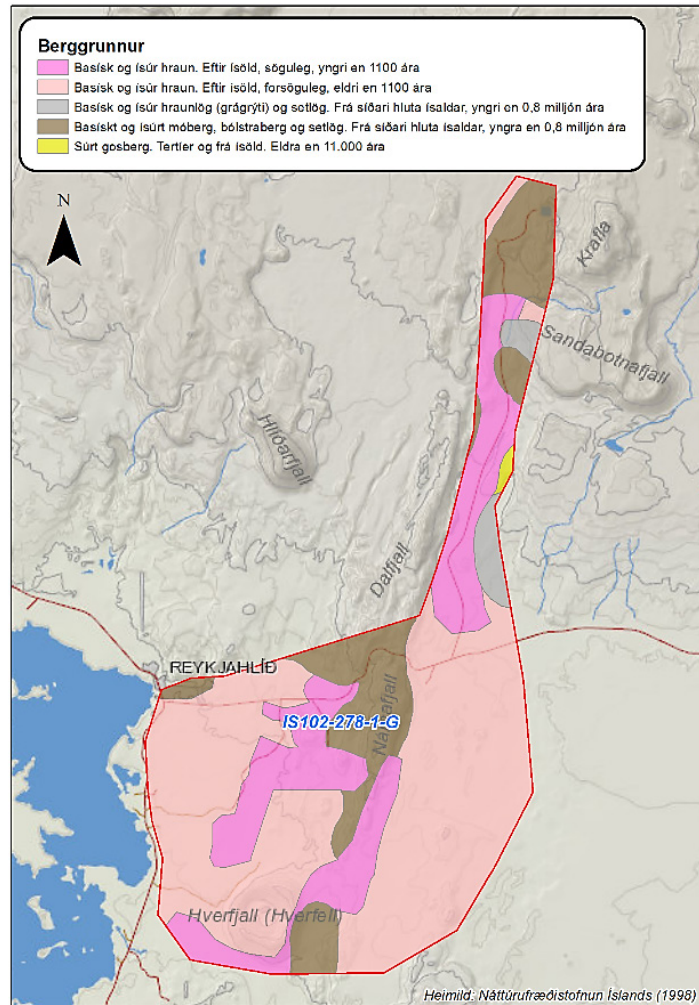 Berggrunnur
Basísk og ísúr hraun. Eftir ísöld, söguleg, yngri en 1100 ára
Basísk og ísúr hraun. Eftir ísöld, forsöguleg, eldri en 1100 ára
Basísk og ísúr hraunlög (grágrýti) og setlög. Frá síðari hluta ísaldar, yngri en 0,8 milljón ára
Basískt og ísúrt móberg, bólstraberg og setlög. Frá síðari hluta ísaldar, yngra en 0,8 milljón ára
Súrt gosberg. Tertíer og frá ísöld. Eldra en 11.000 ára
N
Krafla
Sandabotnafjall
Hlíðarfjall
Dalfjall
REYKJAHLÍÐ
IS102-278-1-G
Námafjall
Hverfjall (Hverfell)
Heimild: Náttúrufræðistofnun Íslands (1998)